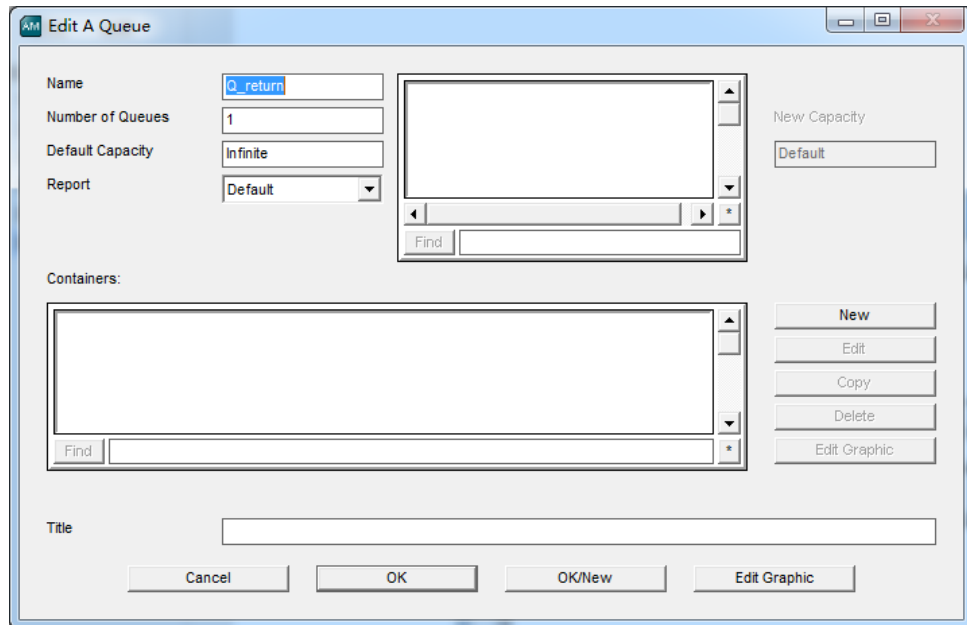 AM Edit A Queue
Name Q_return
Number of Queues 1
New Capacity
Default Capacity Infinite
Default
Report Default
*
Find
Containers:
New
Edit
Copy
Delete
Find *
Edit Graphic
Title
Cancel OK OK/New Edit Graphic